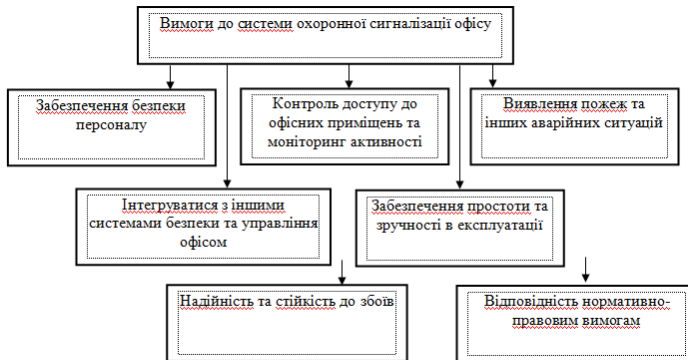 Вимоги до системи охоронної сигналізації офісу
Забезпечення безпеки
персоналу
Контроль доступу до
офісних приміщень та
моніторинг активності
Виявлення пожеж та
інших аварійних ситуацій
Інтегруватися з іншими
системами безпеки та управління
офісом
Забезпечення простоти та
зручності в експлуатації
Надійність та стійкість до збоїв
Відповідність нормативно-
правовим вимогам